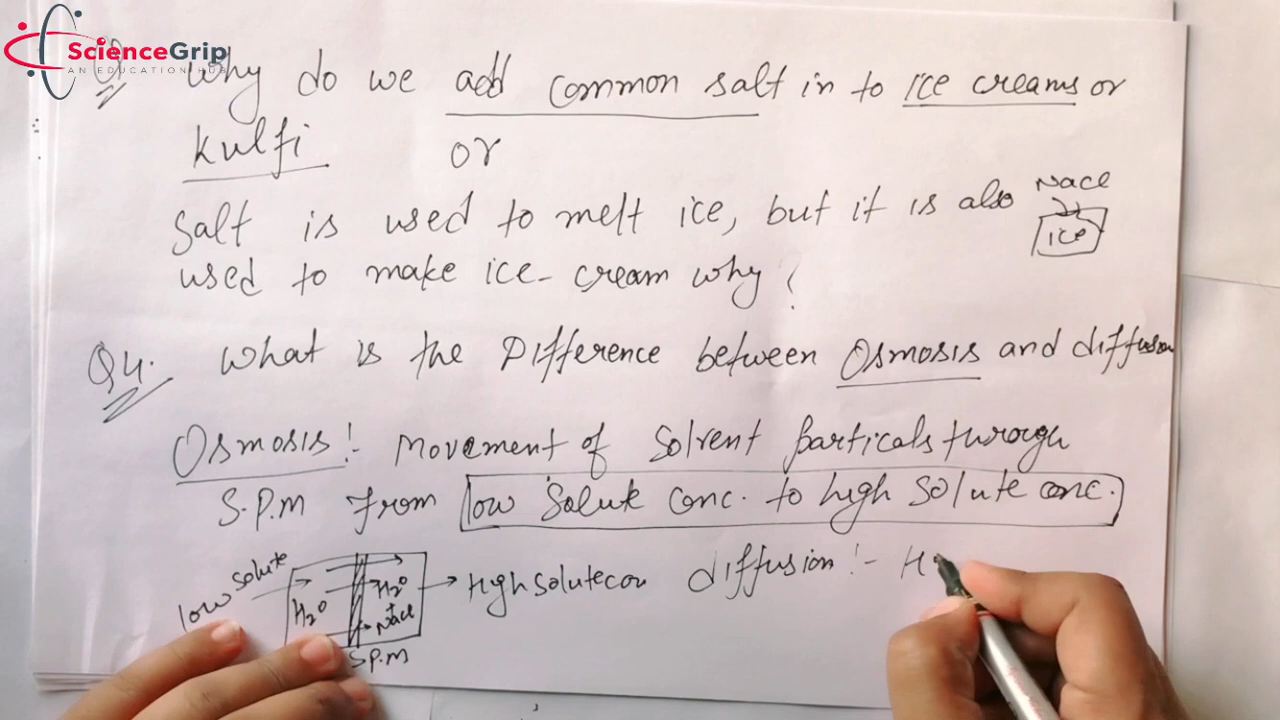 ScienceGrip
AN EDUCATION HUB
Q Why do we add common salt in to ice creams or
Kulfi or
Salt is used to melt ice, but it is also
used to make ice-cream why?
NaCl
ice
Q4. What is the Difference between Osmosis and diffusion
Osmosis:- Movement of Solvent particals through
S.P.M from low Solute conc. to high solute conc.
low solute
H2O
H2O
+
NaCl
S.P.M
High solute con
diffusion:- H